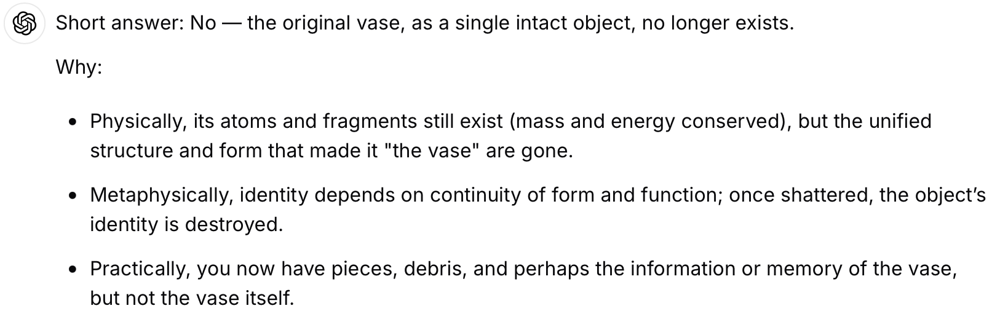 Short answer: No — the original vase, as a single intact object, no longer exists.
Why:
• Physically, its atoms and fragments still exist (mass and energy conserved), but the unified
structure and form that made it "the vase" are gone.
• Metaphysically, identity depends on continuity of form and function; once shattered, the object’s
identity is destroyed.
• Practically, you now have pieces, debris, and perhaps the information or memory of the vase,
but not the vase itself.